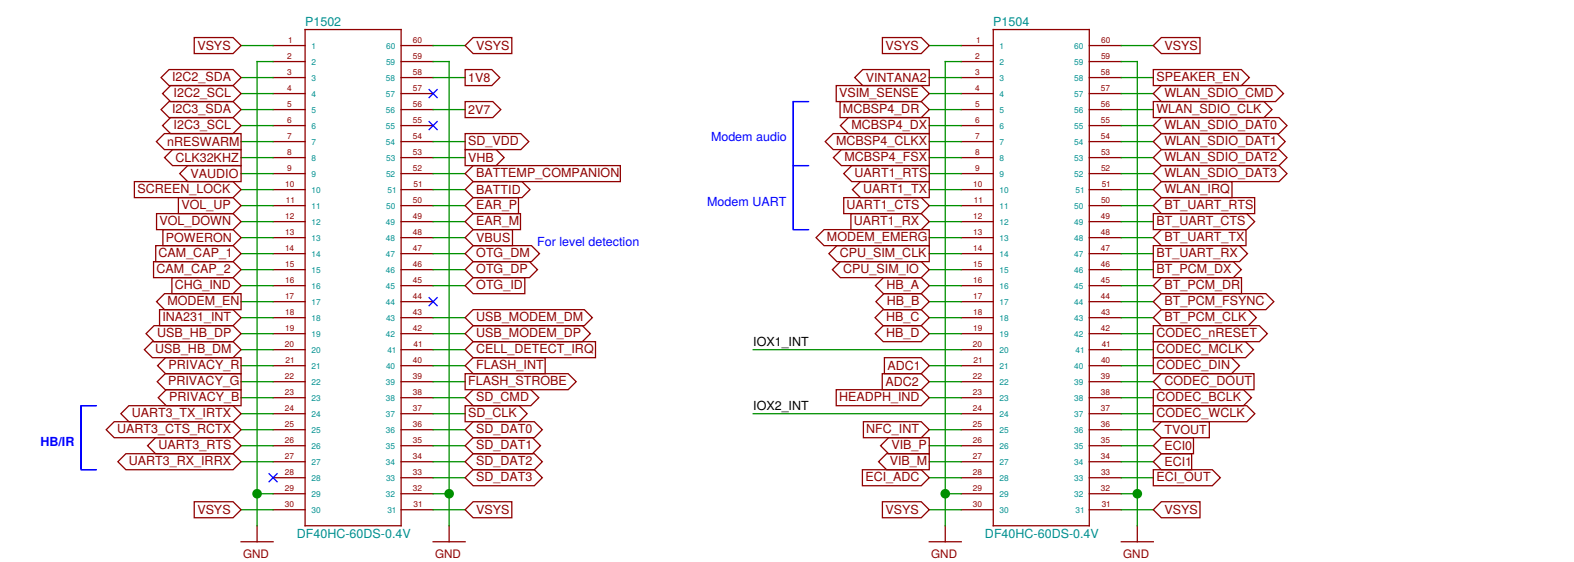 P1502
VSYS 1 1 60 60 VSYS
2 2 59 59
I2C2_SDA 3 3 58 58 1V8
I2C2_SCL 4 4 57 57
I2C3_SDA 5 5 56 56 2V7
I2C3_SCL 6 6 55 55
nRESWARM 7 7 54 54 SD_VDD
CLK32KHZ 8 8 53 53 VHB
VAUDIO 9 9 52 52 BATTEMP_COMPANION
SCREEN_LOCK 10 10 51 51 BATTID
VOL_UP 11 11 50 50 EAR_P
VOL_DOWN 12 12 49 49 EAR_M
POWERON 13 13 48 48 VBUS For level detection
CAM_CAP_1 14 14 47 47 OTG_DM
CAM_CAP_2 15 15 46 46 OTG_DP
CHG_IND 16 16 45 45 OTG_ID
MODEM_EN 17 17 44 44
INA231_INT 18 18 43 43 USB_MODEM_DM
USB_HB_DP 19 19 42 42 USB_MODEM_DP
USB_HB_DM 20 20 41 41 CELL_DETECT_IRQ
PRIVACY_R 21 21 40 40 FLASH_INT
PRIVACY_G 22 22 39 39 FLASH_STROBE
PRIVACY_B 23 23 38 38 SD_CMD
UART3_TX_IRTX 24 24 37 37 SD_CLK
UART3_CTS_RCTX 25 25 36 36 SD_DAT0
HB/IR
UART3_RTS 26 26 35 35 SD_DAT1
UART3_RX_IRRX 27 27 34 34 SD_DAT2
28 28 33 33 SD_DAT3
29 29 32 32
VSYS 30 30 31 31 VSYS
DF40HC-60DS-0.4V
GND GND
P1504
VSYS 1 1 60 60 VSYS
2 2 59 59
VINTANA2 3 3 58 58 SPEAKER_EN
VSIM_SENSE 4 4 57 57 WLAN_SDIO_CMD
MCBSP4_DR 5 5 56 56 WLAN_SDIO_CLK
MCBSP4_DX 6 6 55 55 WLAN_SDIO_DAT0
Modem audio
MCBSP4_CLKX 7 7 54 54 WLAN_SDIO_DAT1
MCBSP4_FSX 8 8 53 53 WLAN_SDIO_DAT2
UART1_RTS 9 9 52 52 WLAN_SDIO_DAT3
UART1_TX 10 10 51 51 WLAN_IRQ
Modem UART
UART1_CTS 11 11 50 50 BT_UART_RTS
UART1_RX 12 12 49 49 BT_UART_CTS
MODEM_EMERG 13 13 48 48 BT_UART_TX
CPU_SIM_CLK 14 14 47 47 BT_UART_RX
CPU_SIM_IO 15 15 46 46 BT_PCM_DX
HB_A 16 16 45 45 BT_PCM_DR
HB_B 17 17 44 44 BT_PCM_FSYNC
HB_C 18 18 43 43 BT_PCM_CLK
HB_D 19 19 42 42 CODEC_nRESET
IOX1_INT 20 20 41 41 CODEC_MCLK
ADC1 21 21 40 40 CODEC_DIN
ADC2 22 22 39 39 CODEC_DOUT
HEADPH_IND 23 23 38 38 CODEC_BCLK
IOX2_INT 24 24 37 37 CODEC_WCLK
NFC_INT 25 25 36 36 TVOUT
VIB_P 26 26 35 35 ECI0
VIB_M 27 27 34 34 ECI1
ECI_ADC 28 28 33 33 ECI_OUT
29 29 32 32
VSYS 30 30 31 31 VSYS
DF40HC-60DS-0.4V
GND GND